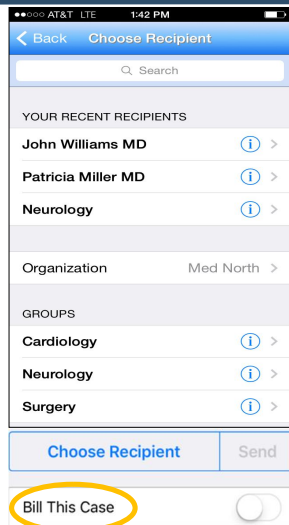 AT&T LTE 1:42 PM
Back Choose Recipient
Search
YOUR RECENT RECIPIENTS
John Williams MD
Patricia Miller MD
Neurology
Organization Med North
GROUPS
Cardiology
Neurology
Surgery
Choose Recipient Send
Bill This Case